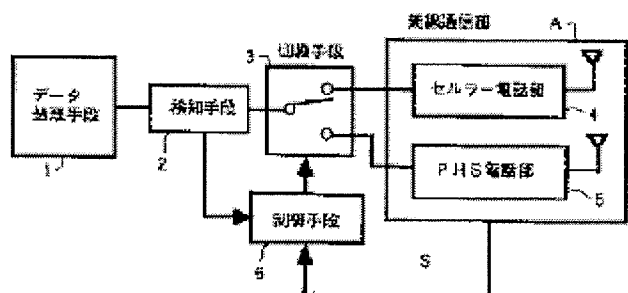 無線通信部
A
切換手段
3
データ
処理手段
1
検知手段
2
セルラー電話部
4
PHS電話部
5
制御手段
6
S